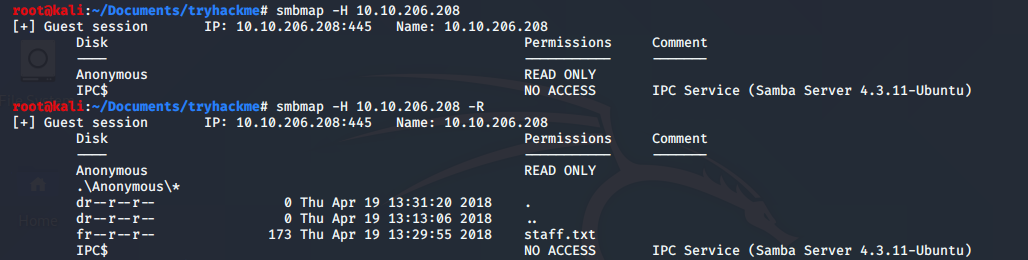 root@kali:~/Documents/tryhackme# smbmap -H 10.10.206.208
[+] Guest session IP: 10.10.206.208:445 Name: 10.10.206.208
Disk Permissions Comment
---- ----------- -------
Anonymous READ ONLY
IPC$ NO ACCESS IPC Service (Samba Server 4.3.11-Ubuntu)
root@kali:~/Documents/tryhackme# smbmap -H 10.10.206.208 -R
[+] Guest session IP: 10.10.206.208:445 Name: 10.10.206.208
Disk Permissions Comment
---- ----------- -------
Anonymous READ ONLY
.\Anonymous\*
dr--r--r-- 0 Thu Apr 19 13:31:20 2018 .
dr--r--r-- 0 Thu Apr 19 13:13:06 2018 ..
fr--r--r-- 173 Thu Apr 19 13:29:55 2018 staff.txt
IPC$ NO ACCESS IPC Service (Samba Server 4.3.11-Ubuntu)
Home